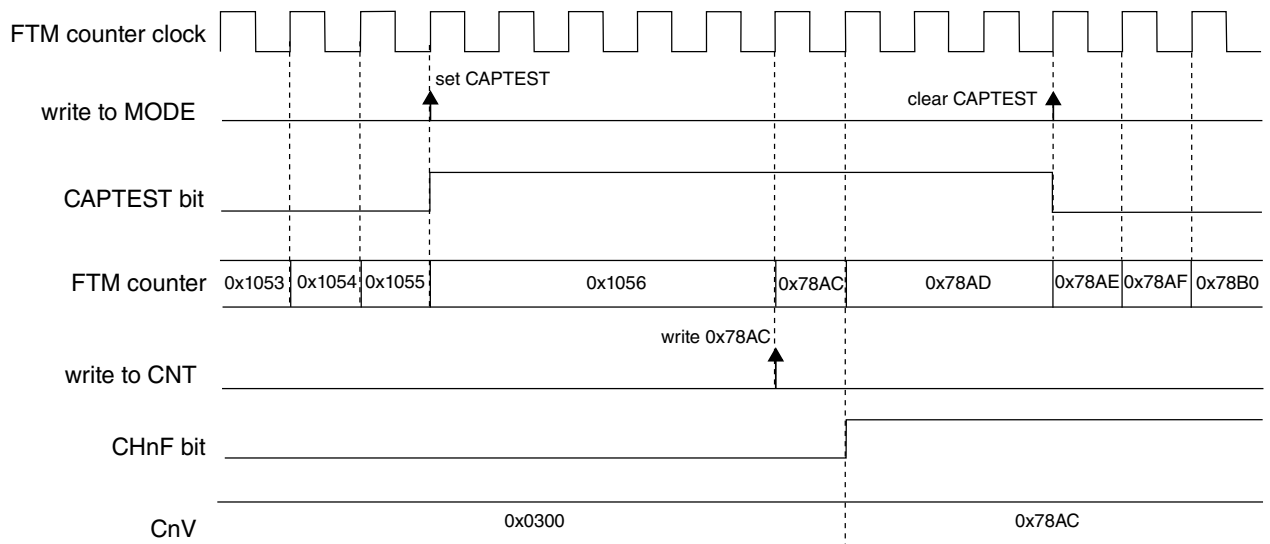 FTM counter clock
set CAPTEST
write to MODE
clear CAPTEST
CAPTEST bit
FTM counter
0x1053 0x1054 0x1055 0x1056 0x78AC 0x78AD 0x78AE 0x78AF 0x78B0
write 0x78AC
write to CNT
CHnF bit
CnV
0x0300 0x78AC